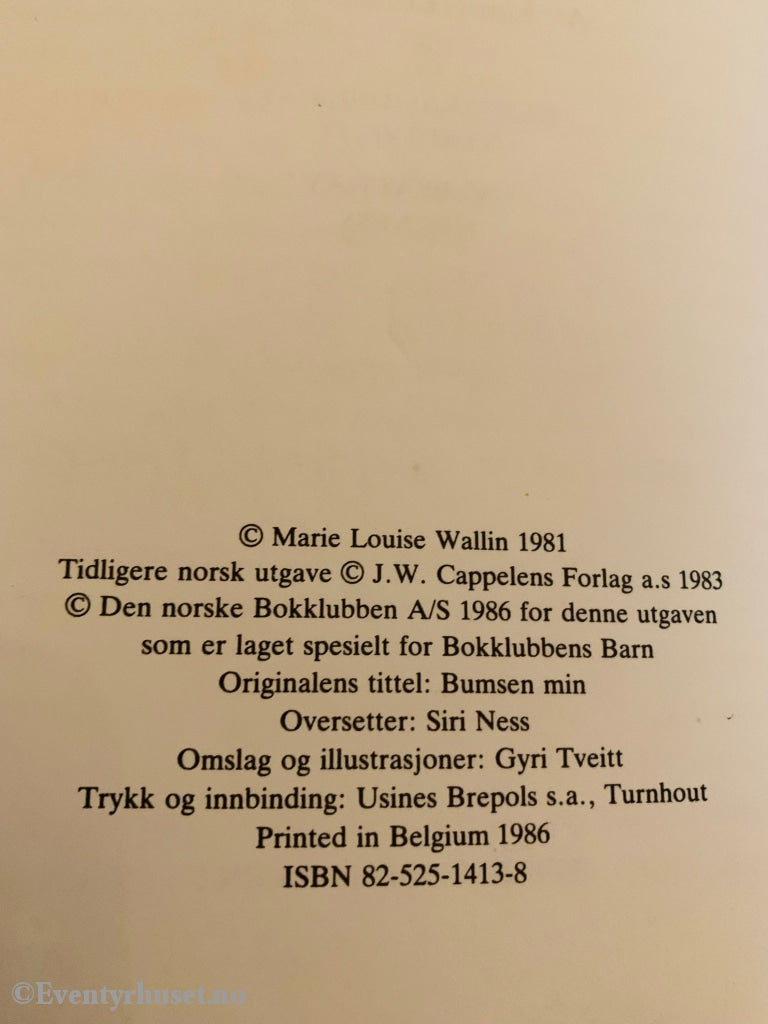 © Marie Louise Wallin 1981
Tidligere norsk utgave © J.W. Cappelens Forlag a.s 1983
© Den norske Bokklubben A/S 1986 for denne utgaven
som er laget spesielt for Bokklubbens Barn
Originalens tittel: Bumsen min
Oversetter: Siri Ness
Omslag og illustrasjoner: Gyri Tveitt
Trykk og innbinding: Usines Brepols s.a., Turnhout
Printed in Belgium 1986
ISBN 82-525-1413-8
©Eventyrhuset.no